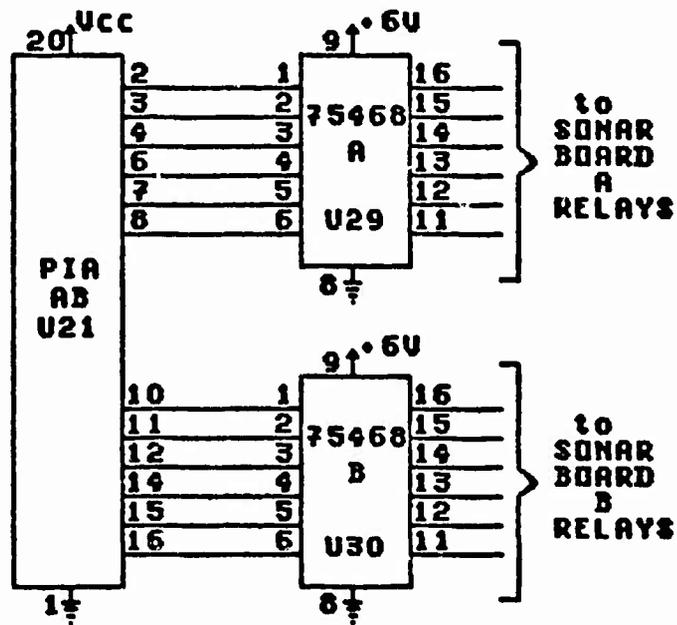 VCC
20
PIA
AB
U21
2
3
4
6
7
8
10
11
12
14
15
16
1
+6V
9
1
2
3
4
5
6
75468
A
U29
16
15
14
13
12
11
8
to
SONAR
BOARD
A
RELAYS
+6V
9
1
2
3
4
5
6
75468
B
U30
16
15
14
13
12
11
8
to
SONAR
BOARD
B
RELAYS